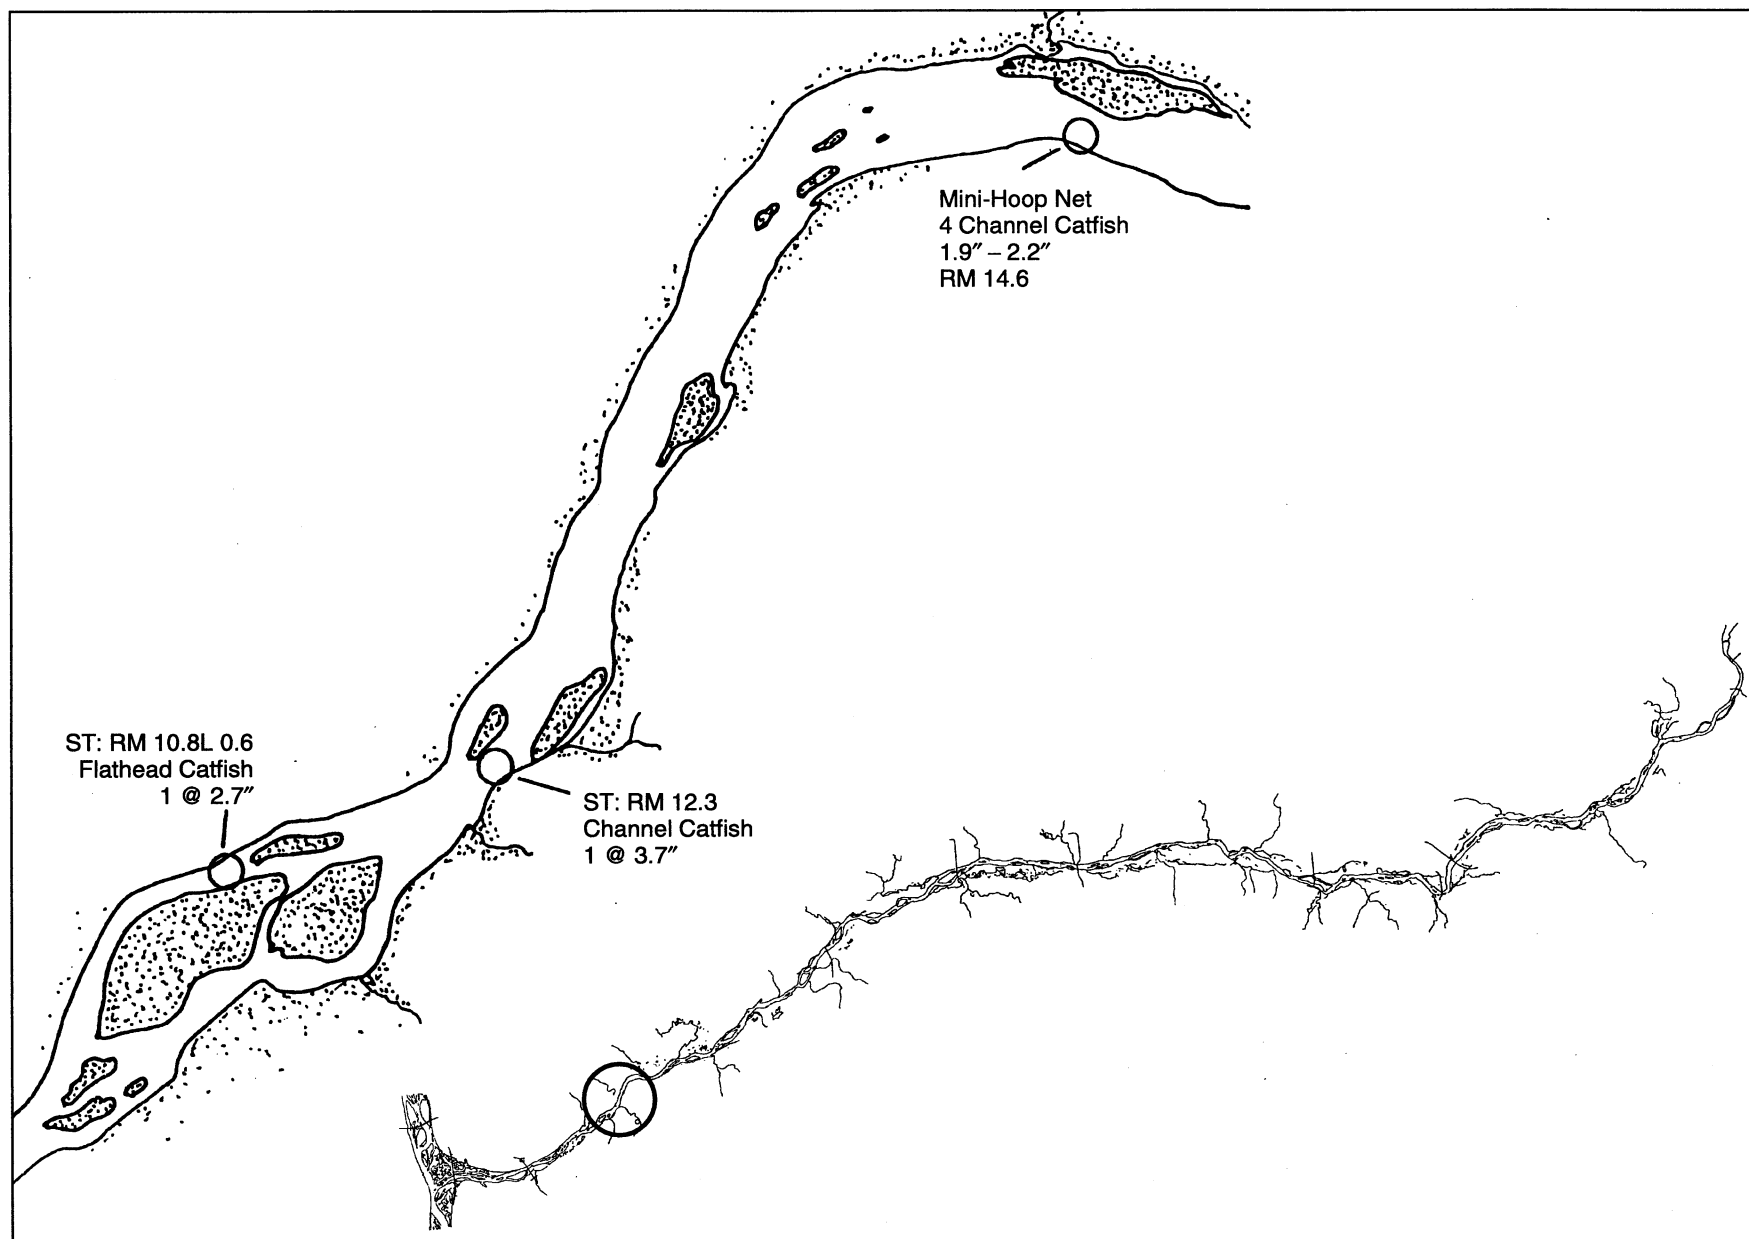 Mini-Hoop Net
4 Channel Catfish
1.9″ – 2.2″
RM 14.6
ST: RM 10.8L 0.6
Flathead Catfish
1 @ 2.7″
ST: RM 12.3
Channel Catfish
1 @ 3.7″